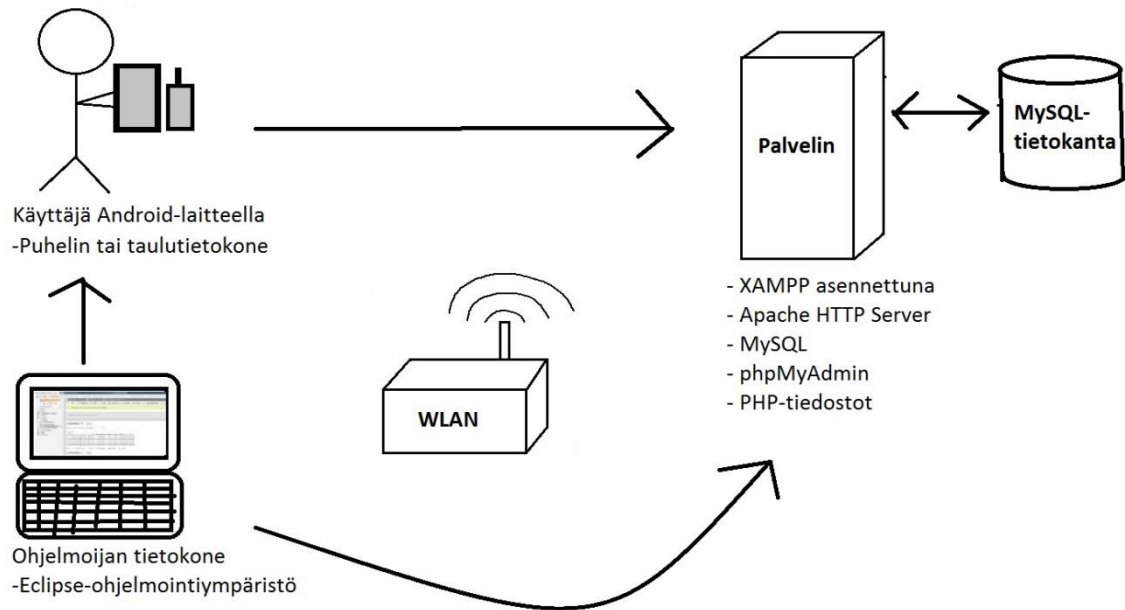 Käyttäjä Android-laitteella
-Puhelin tai taulutietokone
Palvelin
MySQL-
tietokanta
- XAMPP asennettuna
- Apache HTTP Server
- MySQL
- phpMyAdmin
- PHP-tiedostot
WLAN
Ohjelmoijan tietokone
-Eclipse-ohjelmointiympäristö